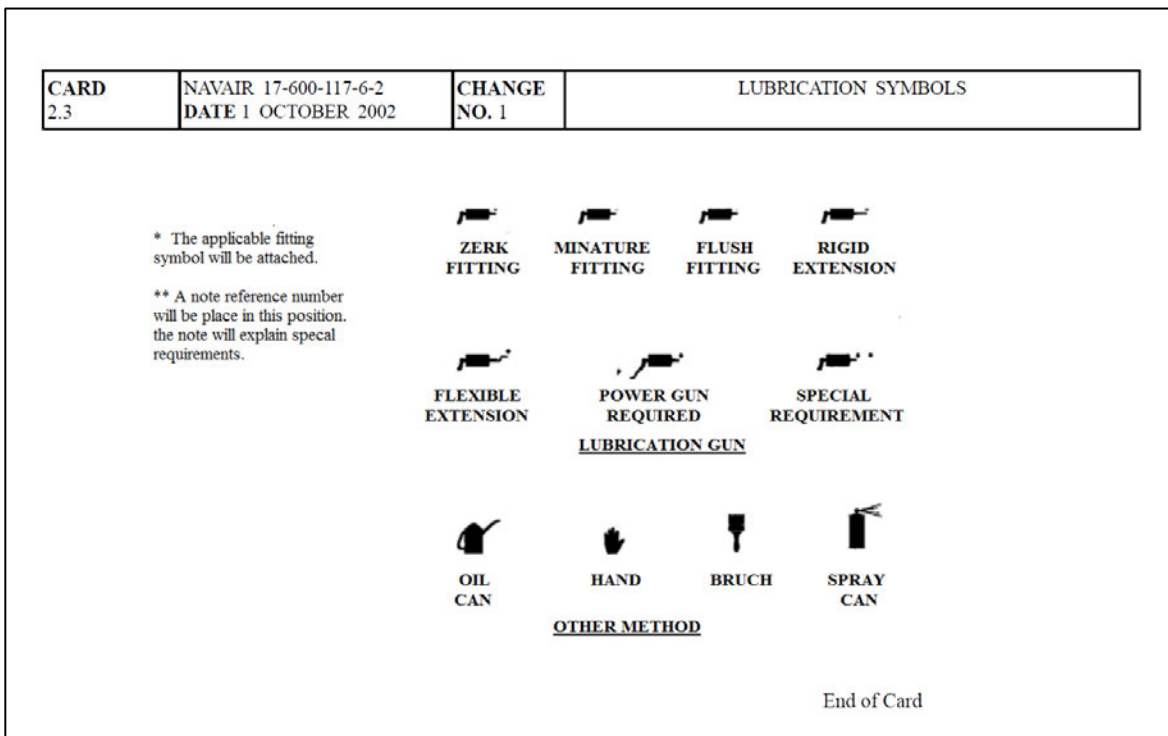 CARD
2.3
NAVAIR 17-600-117-6-2
DATE 1 OCTOBER 2002
CHANGE
NO. 1
LUBRICATION SYMBOLS
* The applicable fitting
symbol will be attached.
** A note reference number
will be place in this position.
the note will explain specal
requirements.
ZERK
FITTING
MINATURE
FITTING
FLUSH
FITTING
RIGID
EXTENSION
FLEXIBLE
EXTENSION
POWER GUN
REQUIRED
SPECIAL
REQUIREMENT
LUBRICATION GUN
OIL
CAN
HAND
BRUCH
SPRAY
CAN
OTHER METHOD
End of Card